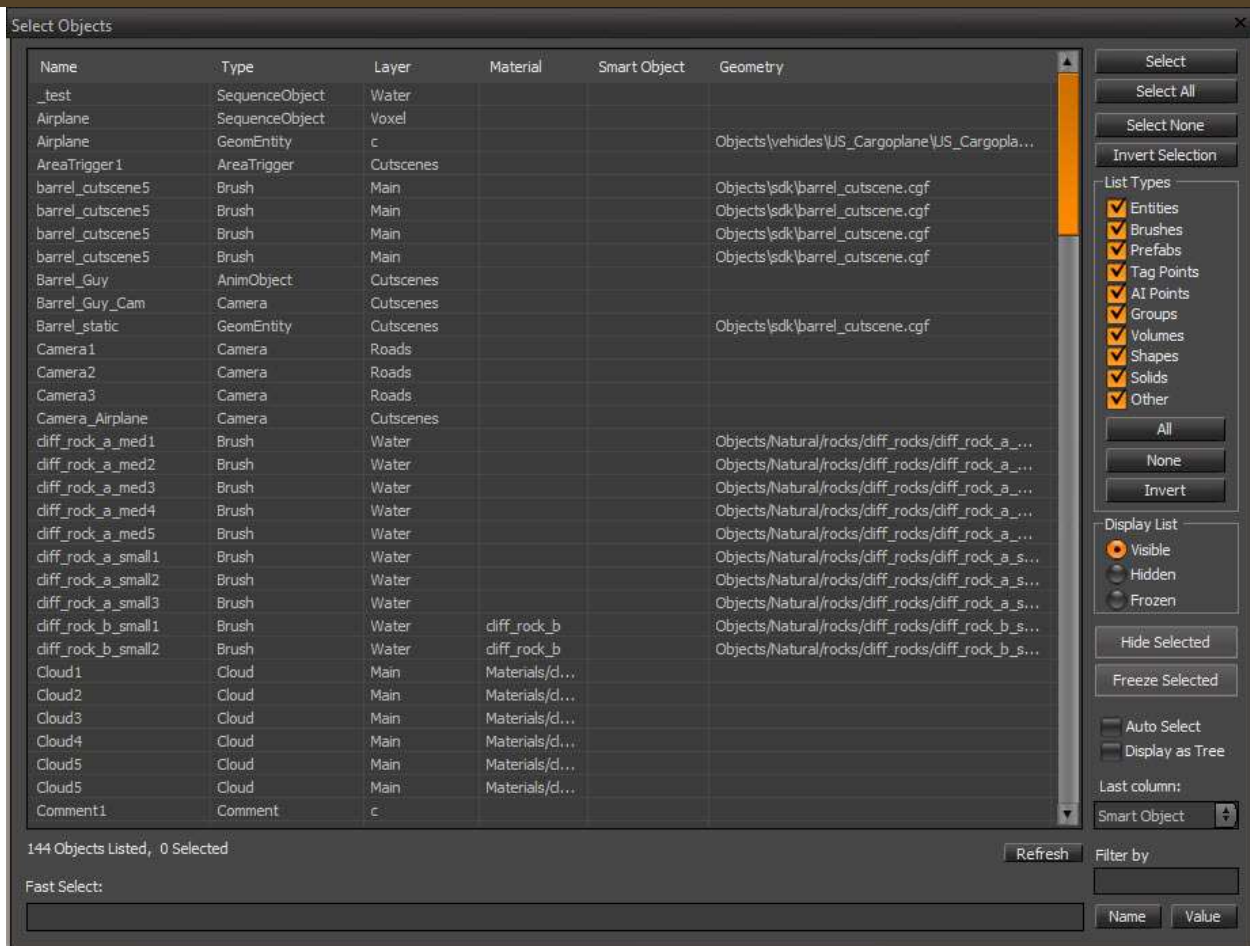 Select Objects
Name Type Layer Material Smart Object Geometry
_test SequenceObject Water
Airplane SequenceObject Voxel
Airplane GeomEntity c Objects\vehicles\US_Cargoplane\US_Cargopla...
AreaTrigger1 AreaTrigger Cutscenes
barrel_cutscene5 Brush Main Objects\sdk\barrel_cutscene.cgf
barrel_cutscene5 Brush Main Objects\sdk\barrel_cutscene.cgf
barrel_cutscene5 Brush Main Objects\sdk\barrel_cutscene.cgf
barrel_cutscene5 Brush Main Objects\sdk\barrel_cutscene.cgf
Barrel_Guy AnimObject Cutscenes
Barrel_Guy_Cam Camera Cutscenes
Barrel_static GeomEntity Cutscenes Objects\sdk\barrel_cutscene.cgf
Camera1 Camera Roads
Camera2 Camera Roads
Camera3 Camera Roads
Camera_Airplane Camera Cutscenes
cliff_rock_a_med1 Brush Water Objects/Natural/rocks/cliff_rocks/cliff_rock_a_...
cliff_rock_a_med2 Brush Water Objects/Natural/rocks/cliff_rocks/cliff_rock_a_...
cliff_rock_a_med3 Brush Water Objects/Natural/rocks/cliff_rocks/cliff_rock_a_...
cliff_rock_a_med4 Brush Water Objects/Natural/rocks/cliff_rocks/cliff_rock_a_...
cliff_rock_a_med5 Brush Water Objects/Natural/rocks/cliff_rocks/cliff_rock_a_...
cliff_rock_a_small1 Brush Water Objects/Natural/rocks/cliff_rocks/cliff_rock_a_s...
cliff_rock_a_small2 Brush Water Objects/Natural/rocks/cliff_rocks/cliff_rock_a_s...
cliff_rock_a_small3 Brush Water Objects/Natural/rocks/cliff_rocks/cliff_rock_a_s...
cliff_rock_b_small1 Brush Water cliff_rock_b Objects/Natural/rocks/cliff_rocks/cliff_rock_b_s...
cliff_rock_b_small2 Brush Water cliff_rock_b Objects/Natural/rocks/cliff_rocks/cliff_rock_b_s...
Cloud1 Cloud Main Materials/cl...
Cloud2 Cloud Main Materials/cl...
Cloud3 Cloud Main Materials/cl...
Cloud4 Cloud Main Materials/cl...
Cloud5 Cloud Main Materials/cl...
Cloud5 Cloud Main Materials/cl...
Comment1 Comment c
144 Objects Listed, 0 Selected
Refresh
Fast Select:
Select
Select All
Select None
Invert Selection
List Types
Entities
Brushes
Prefabs
Tag Points
AI Points
Groups
Volumes
Shapes
Solids
Other
All
None
Invert
Display List
Visible
Hidden
Frozen
Hide Selected
Freeze Selected
Auto Select
Display as Tree
Last column:
Smart Object
Filter by
Name Value